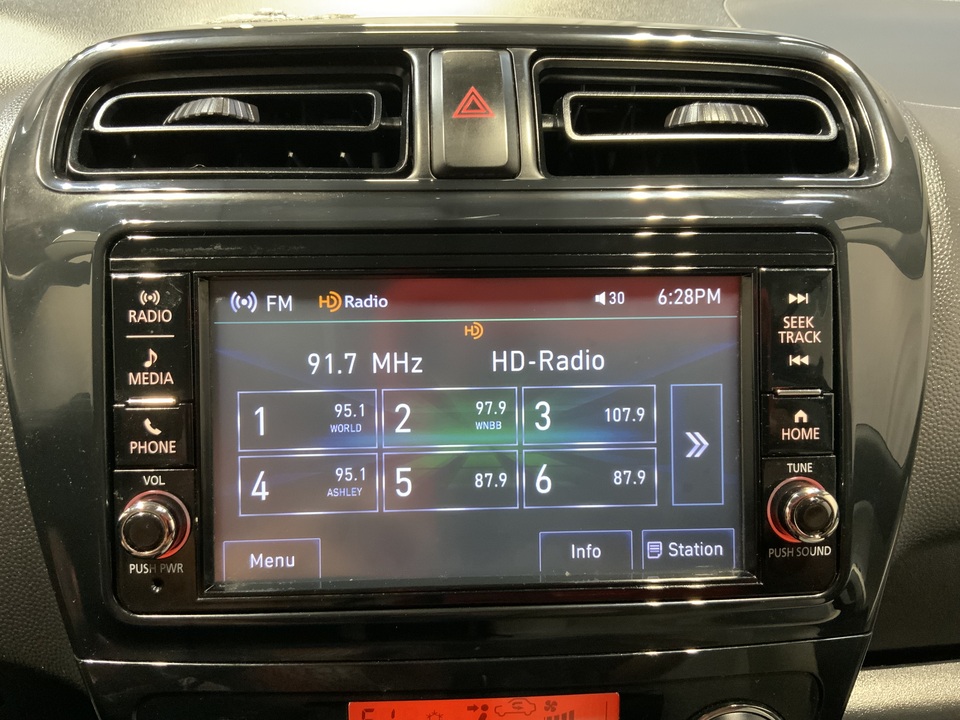 RADIO
MEDIA
PHONE
VOL
PUSH PWR
FM HD Radio 30 6:28PM
HD
91.7 MHz HD-Radio
1 95.1 WORLD
2 97.9 WNBB
3 107.9
4 95.1 ASHLEY
5 87.9
6 87.9
Menu Info Station
SEEK
TRACK
HOME
TUNE
PUSH SOUND